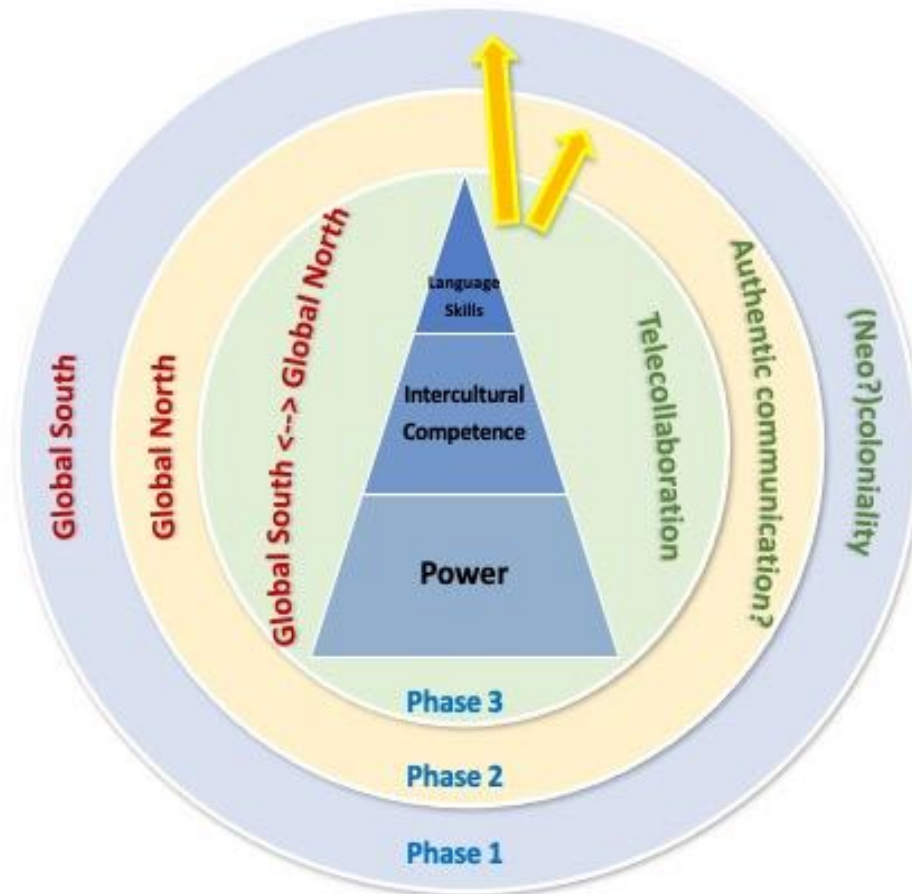 Language
Skills
Intercultural
Competence
Power
Global South
Global North
Global South <--> Global North
Telecollaboration
Authentic communication?
(Neo?)coloniality
Phase 3
Phase 2
Phase 1